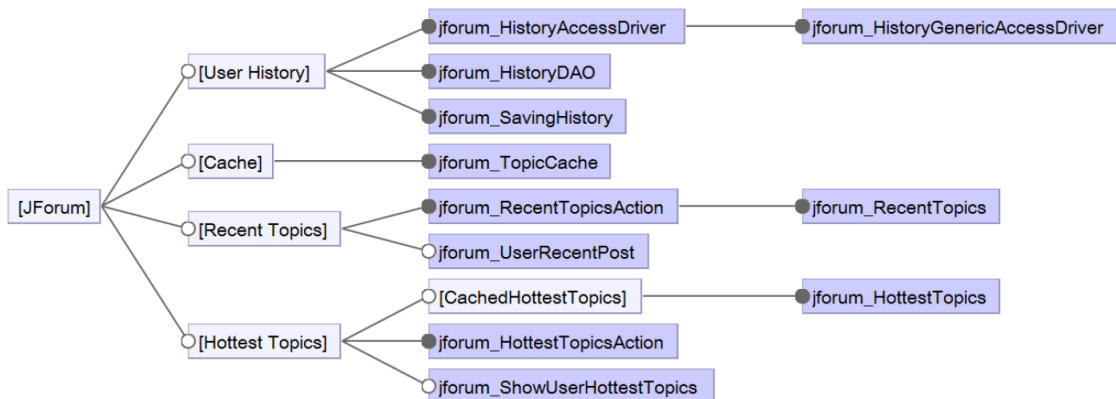 jforum_HistoryAccessDriver
jforum_HistoryGenericAccessDriver
[User History]
jforum_HistoryDAO
jforum_SavingHistory
[Cache]
jforum_TopicCache
[JForum]
jforum_RecentTopicsAction
jforum_RecentTopics
[Recent Topics]
jforum_UserRecentPost
[CachedHottestTopics]
jforum_HottestTopics
[Hottest Topics]
jforum_HottestTopicsAction
jforum_ShowUserHottestTopics